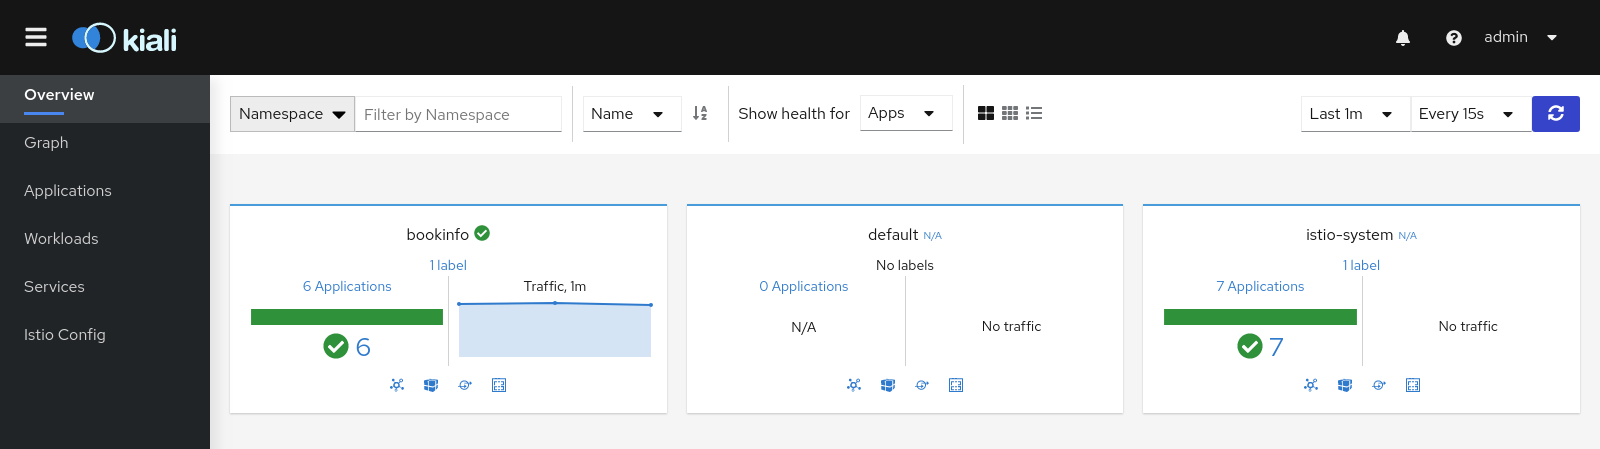 kiali
admin
Overview
Graph
Applications
Workloads
Services
Istio Config
Namespace Filter by Namespace Name Show health for Apps Last 1m Every 15s
bookinfo
1 label
6 Applications Traffic, 1m
6
default N/A
No labels
0 Applications
N/A No traffic
istio-system N/A
1 label
7 Applications
No traffic
7